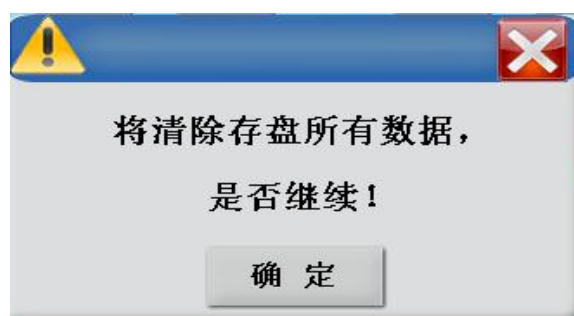 将清除存盘所有数据，
是否继续！
确 定